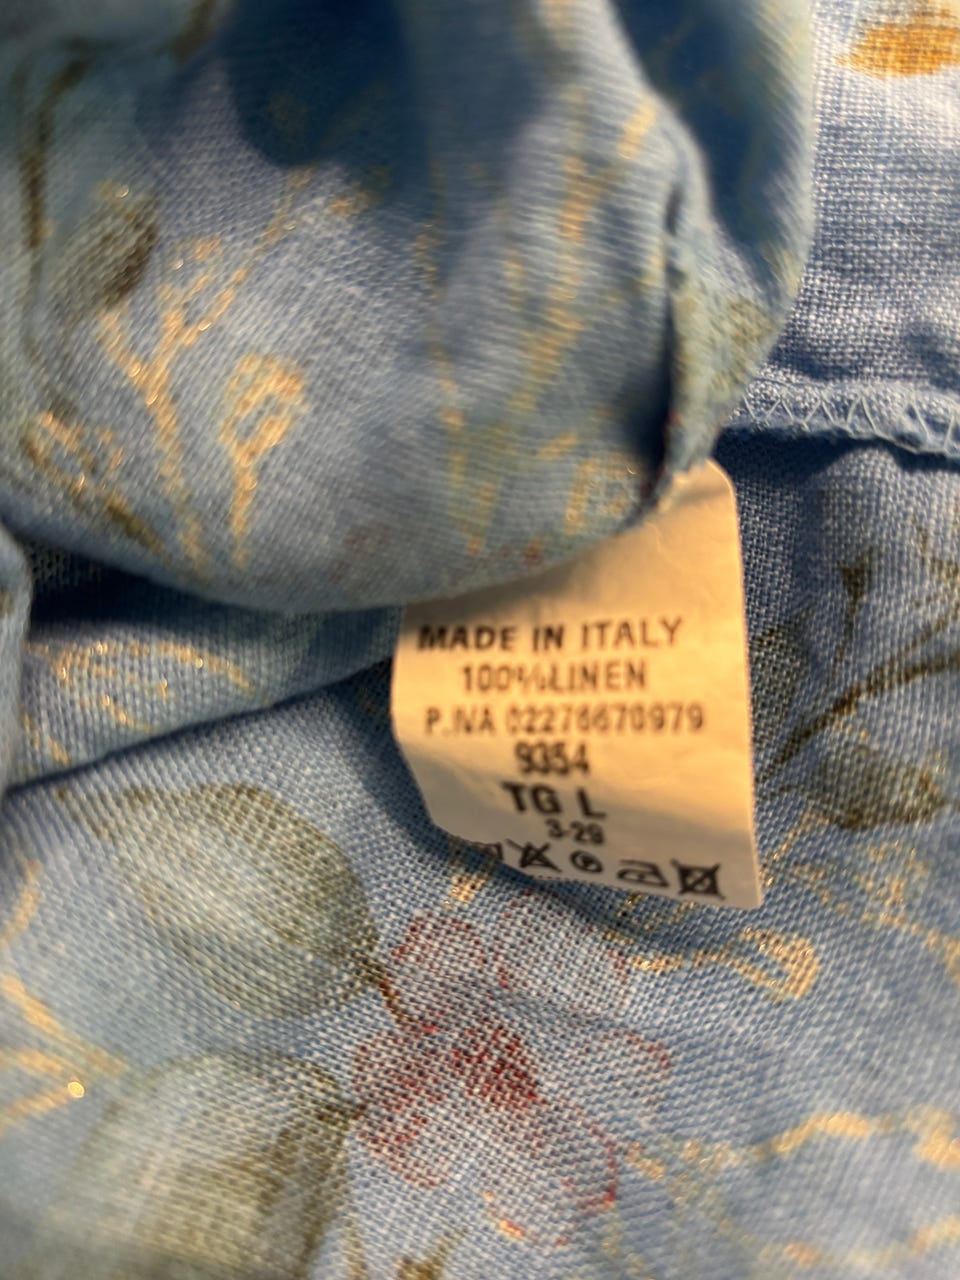 MADE IN ITALY
100%LINEN
P.IVA 02276670979
9354
TG L
3-29